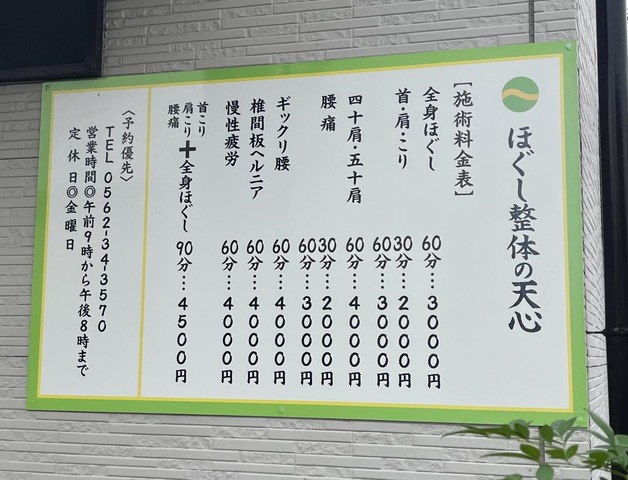 ほぐし整体の天心
【施術料金表】
全身ほぐし 60分…3000円
首・肩・こり 30分…2000円
60分…3000円
四十肩・五十肩 60分…4000円
腰痛 30分…2000円
60分…3000円
ギックリ腰 60分…4000円
椎間板ヘルニア 60分…4000円
慢性疲労 60分…4000円
首こり
肩こり+全身ほぐし 90分…4500円
腰痛
〈予約優先〉
TEL 0562-34-3570
営業時間◎午前9時から午後8時まで
定休日◎金曜日